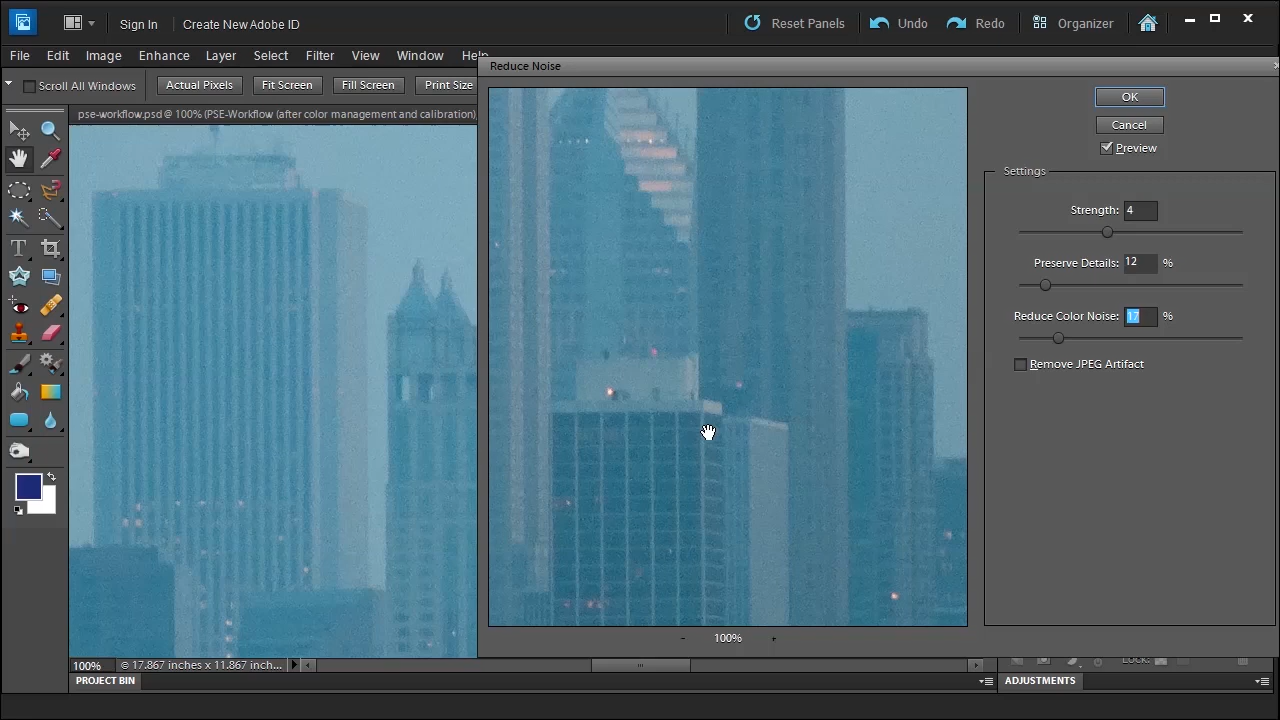 Sign In
Create New Adobe ID
Reset Panels
Undo
Redo
Organizer
File Edit Image Enhance Layer Select Filter View Window Help
Reduce Noise
Scroll All Windows
Actual Pixels
Fit Screen
Fill Screen
Print Size
OK
pse-workflow.psd @ 100% (PSE-Workflow (after color management and calibration),
Cancel
Preview
Settings
Strength: 4
Preserve Details: 12 %
Reduce Color Noise: 17 %
Remove JPEG Artifact
- 100% +
100%
17.867 inches x 11.867 inch...
LOCK:
PROJECT BIN
ADJUSTMENTS